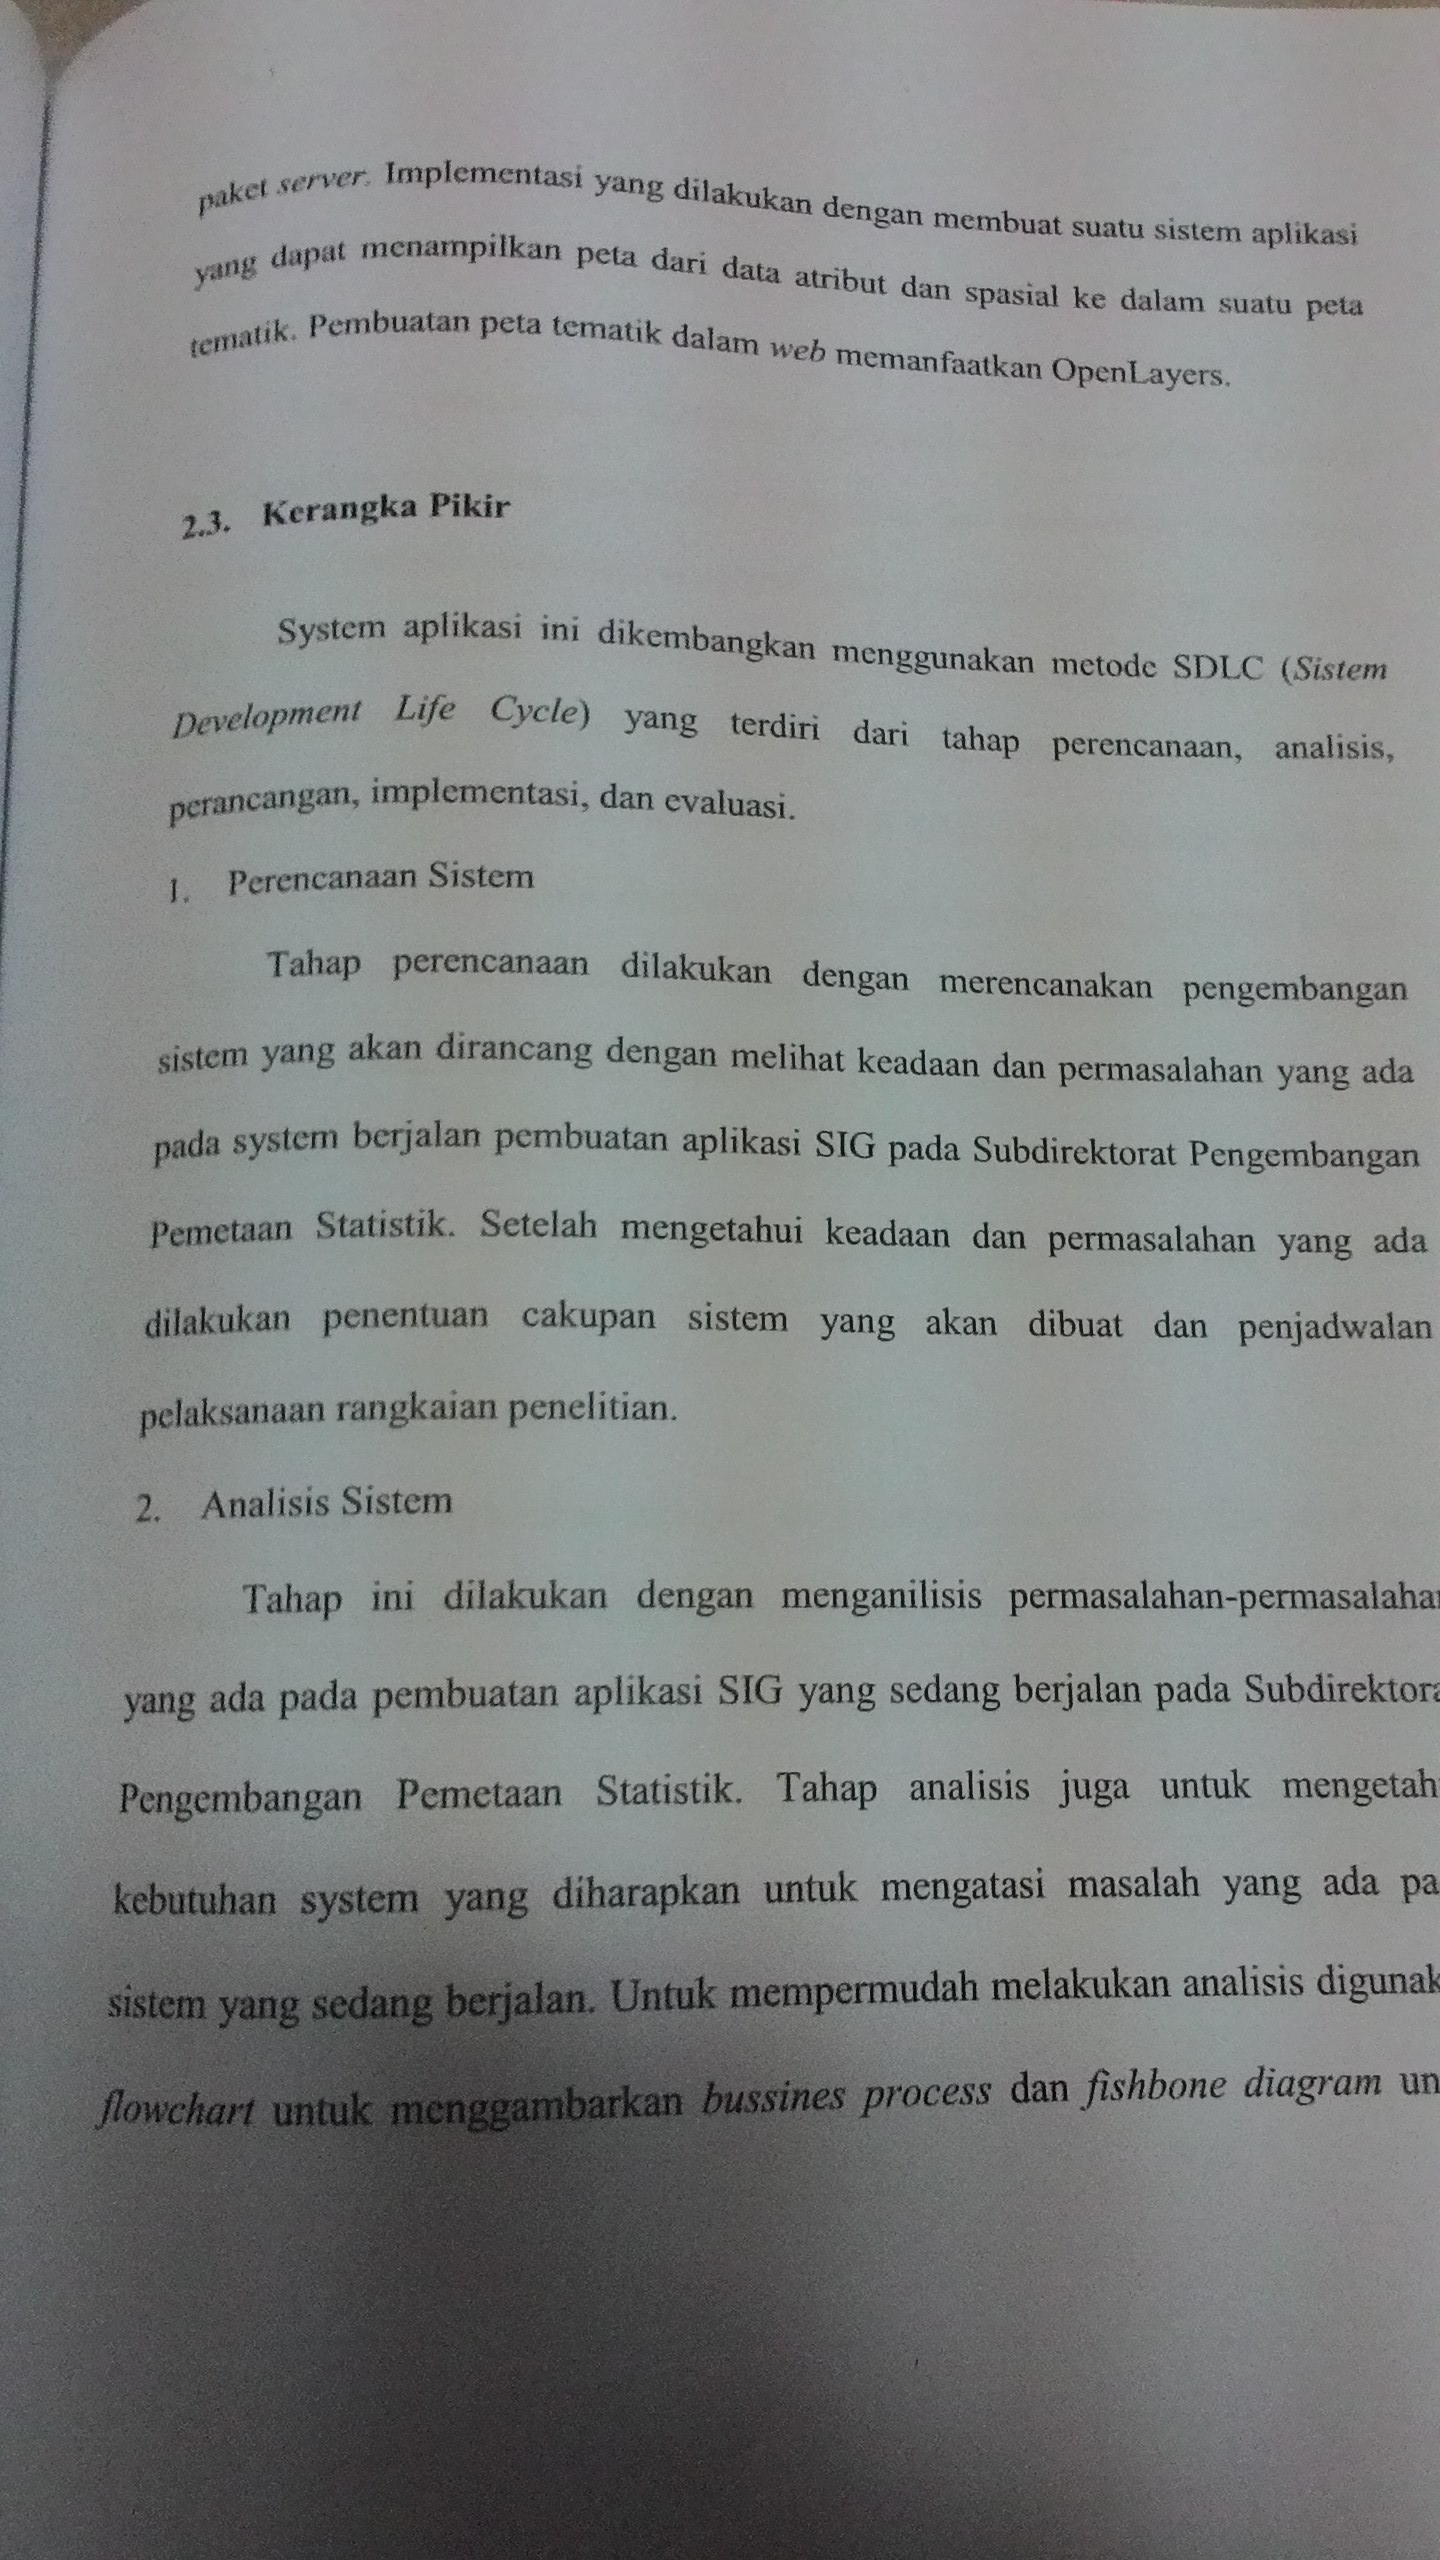 paket server. Implementasi yang dilakukan dengan membuat suatu sistem aplikasi
yang dapat menampilkan peta dari data atribut dan spasial ke dalam suatu peta
tematik. Pembuatan peta tematik dalam web memanfaatkan OpenLayers.
2.3. Kerangka Pikir
System aplikasi ini dikembangkan menggunakan metode SDLC (Sistem
Development Life Cycle) yang terdiri dari tahap perencanaan, analisis,
perancangan, implementasi, dan evaluasi.
1. Perencanaan Sistem
Tahap perencanaan dilakukan dengan merencanakan pengembangan
sistem yang akan dirancang dengan melihat keadaan dan permasalahan yang ada
pada system berjalan pembuatan aplikasi SIG pada Subdirektorat Pengembangan
Pemetaan Statistik. Setelah mengetahui keadaan dan permasalahan yang ada
dilakukan penentuan cakupan sistem yang akan dibuat dan penjadwalan
pelaksanaan rangkaian penelitian.
2. Analisis Sistem
Tahap ini dilakukan dengan menganilisis permasalahan-permasalahan
yang ada pada pembuatan aplikasi SIG yang sedang berjalan pada Subdirektora
Pengembangan Pemetaan Statistik. Tahap analisis juga untuk mengetah
kebutuhan system yang diharapkan untuk mengatasi masalah yang ada pa
sistem yang sedang berjalan. Untuk mempermudah melakukan analisis digunak
flowchart untuk menggambarkan bussines process dan fishbone diagram un